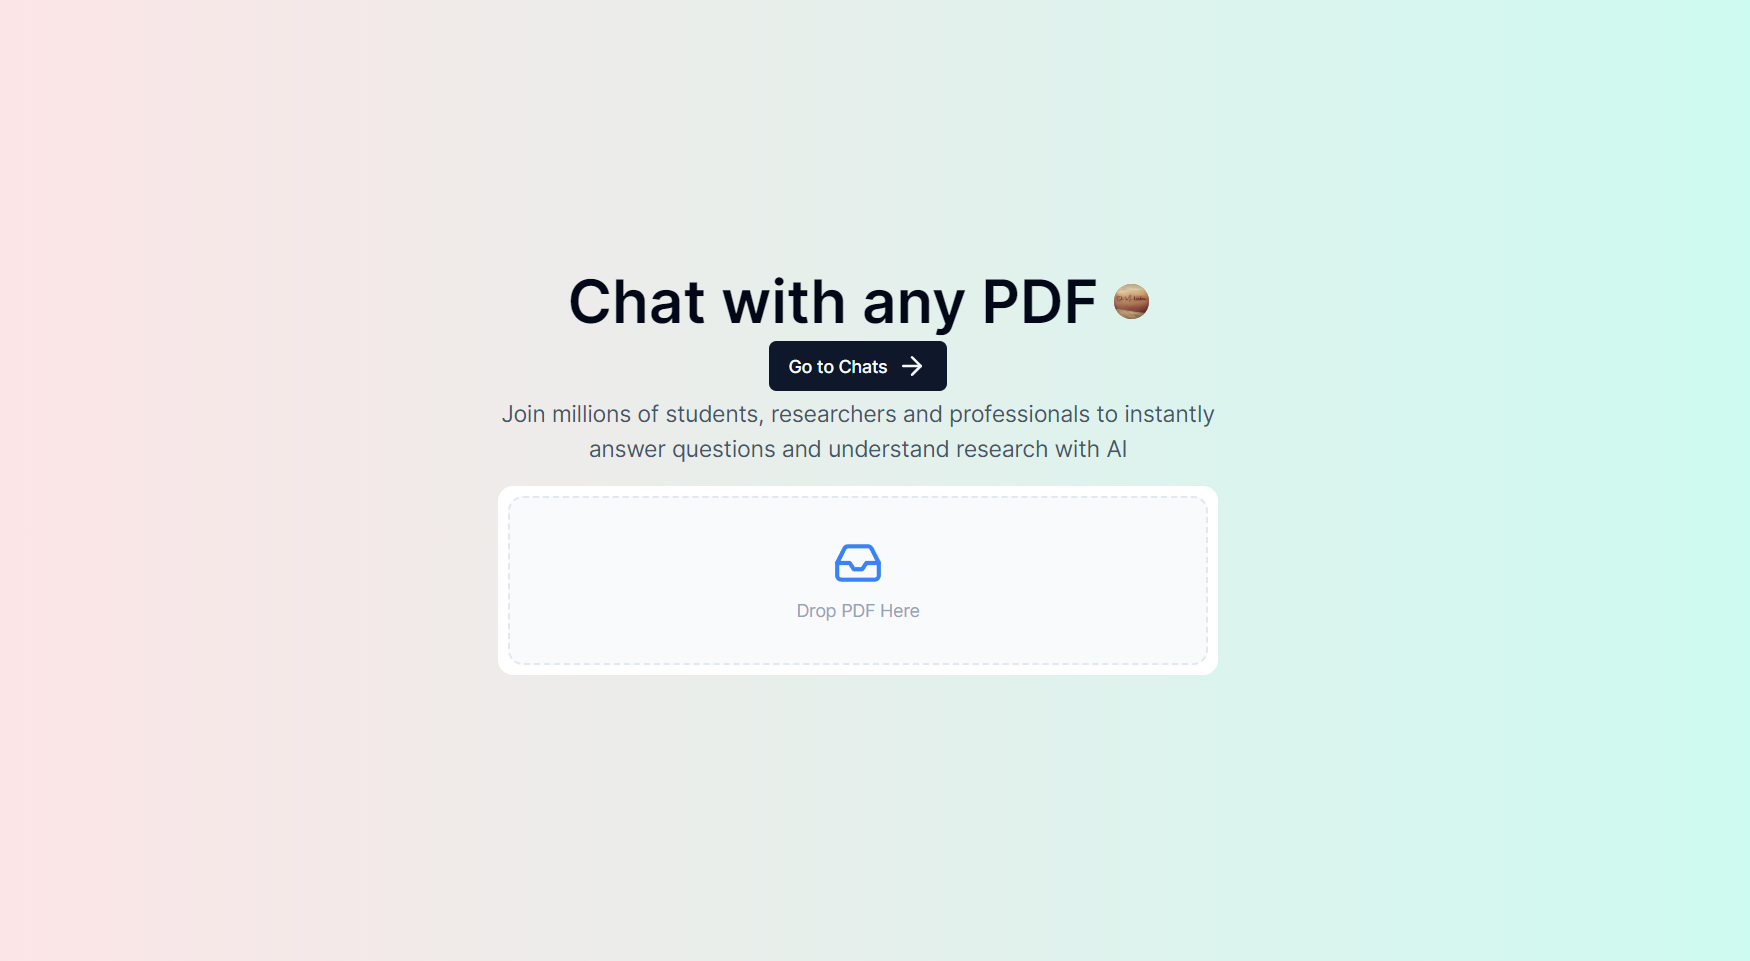 Chat with any PDF
Go to Chats
Join millions of students, researchers and professionals to instantly
answer questions and understand research with AI
Drop PDF Here